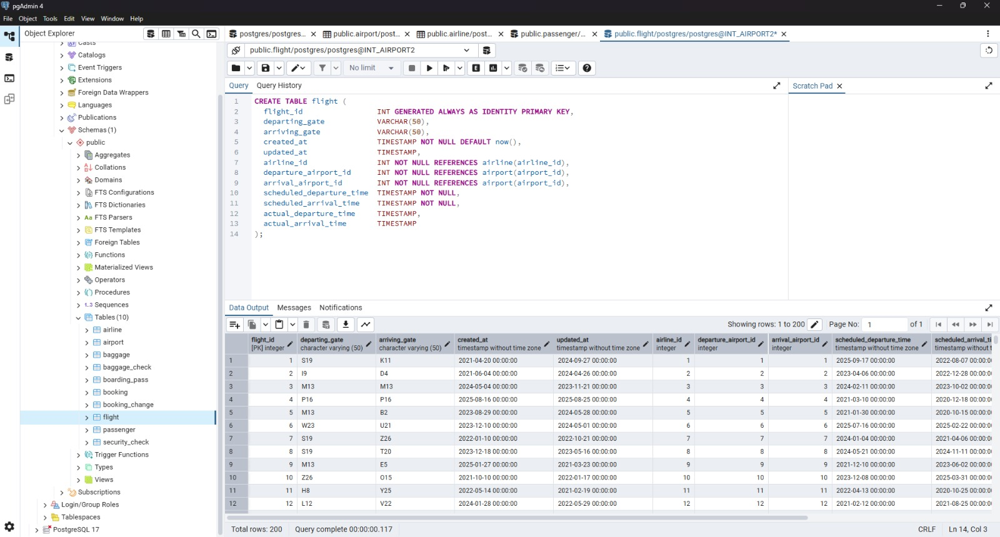 pgAdmin 4
File Object Tools Edit View Window Help
Object Explorer
postgres/postgres...
public.airport/post...
public.airline/post...
public.passenger/...
public.flight/postgres/postgres@INT_AIRPORT2*
public.flight/postgres/postgres@INT_AIRPORT2
No limit
Query
Query History
Scratch Pad
Casts
Catalogs
Event Triggers
Extensions
Foreign Data Wrappers
Languages
Publications
Schemas (1)
public
Aggregates
Collations
Domains
FTS Configurations
FTS Dictionaries
Aa FTS Parsers
FTS Templates
Foreign Tables
Functions
Materialized Views
Operators
Procedures
1..3 Sequences
Tables (10)
airline
airport
baggage
baggage_check
boarding_pass
booking
booking_change
flight
passenger
security_check
Trigger Functions
Types
Views
Subscriptions
Login/Group Roles
Tablespaces
PostgreSQL 17
1 CREATE TABLE flight (
2 flight_id INT GENERATED ALWAYS AS IDENTITY PRIMARY KEY,
3 departing_gate VARCHAR(50),
4 arriving_gate VARCHAR(50),
5 created_at TIMESTAMP NOT NULL DEFAULT now(),
6 updated_at TIMESTAMP,
7 airline_id INT NOT NULL REFERENCES airline(airline_id),
8 departure_airport_id INT NOT NULL REFERENCES airport(airport_id),
9 arrival_airport_id INT NOT NULL REFERENCES airport(airport_id),
10 scheduled_departure_time TIMESTAMP NOT NULL,
11 scheduled_arrival_time TIMESTAMP NOT NULL,
12 actual_departure_time TIMESTAMP,
13 actual_arrival_time TIMESTAMP
14 );
Data Output Messages Notifications
Showing rows: 1 to 200 Page No: 1 of 1
flight_id departing_gate arriving_gate created_at updated_at airline_id departure_airport_id arrival_airport_id scheduled_departure_time scheduled_arrival_ti
[PK] integer character varying (50) character varying (50) timestamp without time zone timestamp without time zone integer integer integer timestamp without time zone timestamp without t
1 1 S19 K11 2021-04-20 00:00:00 2024-09-27 00:00:00 1 1 1 2025-09-17 00:00:00 2022-08-07 00:00:00
2 2 I9 D4 2021-06-04 00:00:00 2024-04-26 00:00:00 2 2 2 2023-04-06 00:00:00 2022-12-28 00:00:00
3 3 M13 M13 2024-05-04 00:00:00 2023-11-21 00:00:00 3 3 3 2024-02-11 00:00:00 2023-10-02 00:00:00
4 4 P16 P16 2025-08-16 00:00:00 2025-08-25 00:00:00 4 4 4 2021-03-10 00:00:00 2020-12-18 00:00:00
5 5 M13 B2 2023-08-29 00:00:00 2024-05-28 00:00:00 5 5 5 2021-01-30 00:00:00 2020-10-15 00:00:00
6 6 W23 U21 2023-12-10 00:00:00 2024-05-01 00:00:00 6 6 6 2025-07-16 00:00:00 2025-02-22 00:00:00
7 7 S19 Z26 2022-01-10 00:00:00 2022-10-21 00:00:00 7 7 7 2024-01-04 00:00:00 2021-04-06 00:00:00
8 8 S19 T20 2023-12-18 00:00:00 2023-05-16 00:00:00 8 8 8 2024-05-21 00:00:00 2024-11-11 00:00:00
9 9 M13 E5 2025-01-27 00:00:00 2021-03-23 00:00:00 9 9 9 2021-12-10 00:00:00 2023-06-02 00:00:00
10 10 Z26 O15 2021-10-10 00:00:00 2022-01-17 00:00:00 10 10 10 2023-12-08 00:00:00 2025-03-31 00:00:00
11 11 H8 Y25 2022-05-14 00:00:00 2021-02-19 00:00:00 11 11 11 2022-04-13 00:00:00 2020-10-25 00:00:00
12 12 L12 V22 2024-01-28 00:00:00 2022-05-29 00:00:00 12 12 12 2021-02-12 00:00:00 2021-08-25 00:00:00
Total rows: 200 Query complete 00:00:00.117 CRLF Ln 14, Col 3